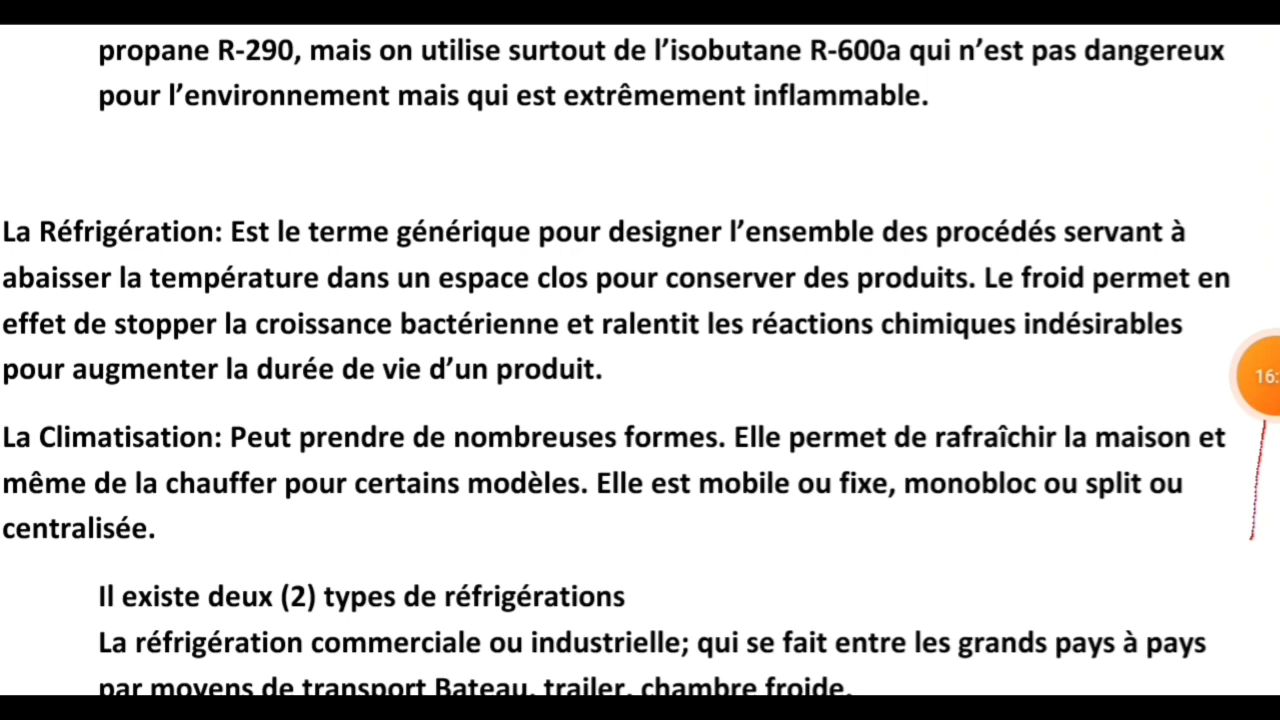 propane R-290, mais on utilise surtout de l’isobutane R-600a qui n’est pas dangereux
pour l’environnement mais qui est extrêmement inflammable.
La Réfrigération: Est le terme générique pour designer l’ensemble des procédés servant à
abaisser la température dans un espace clos pour conserver des produits. Le froid permet en
effet de stopper la croissance bactérienne et ralentit les réactions chimiques indésirables
pour augmenter la durée de vie d’un produit.
16:
La Climatisation: Peut prendre de nombreuses formes. Elle permet de rafraîchir la maison et
même de la chauffer pour certains modèles. Elle est mobile ou fixe, monobloc ou split ou
centralisée.
Il existe deux (2) types de réfrigérations
La réfrigération commerciale ou industrielle; qui se fait entre les grands pays à pays
par moyens de transport Bateau, trailer, chambre froide.